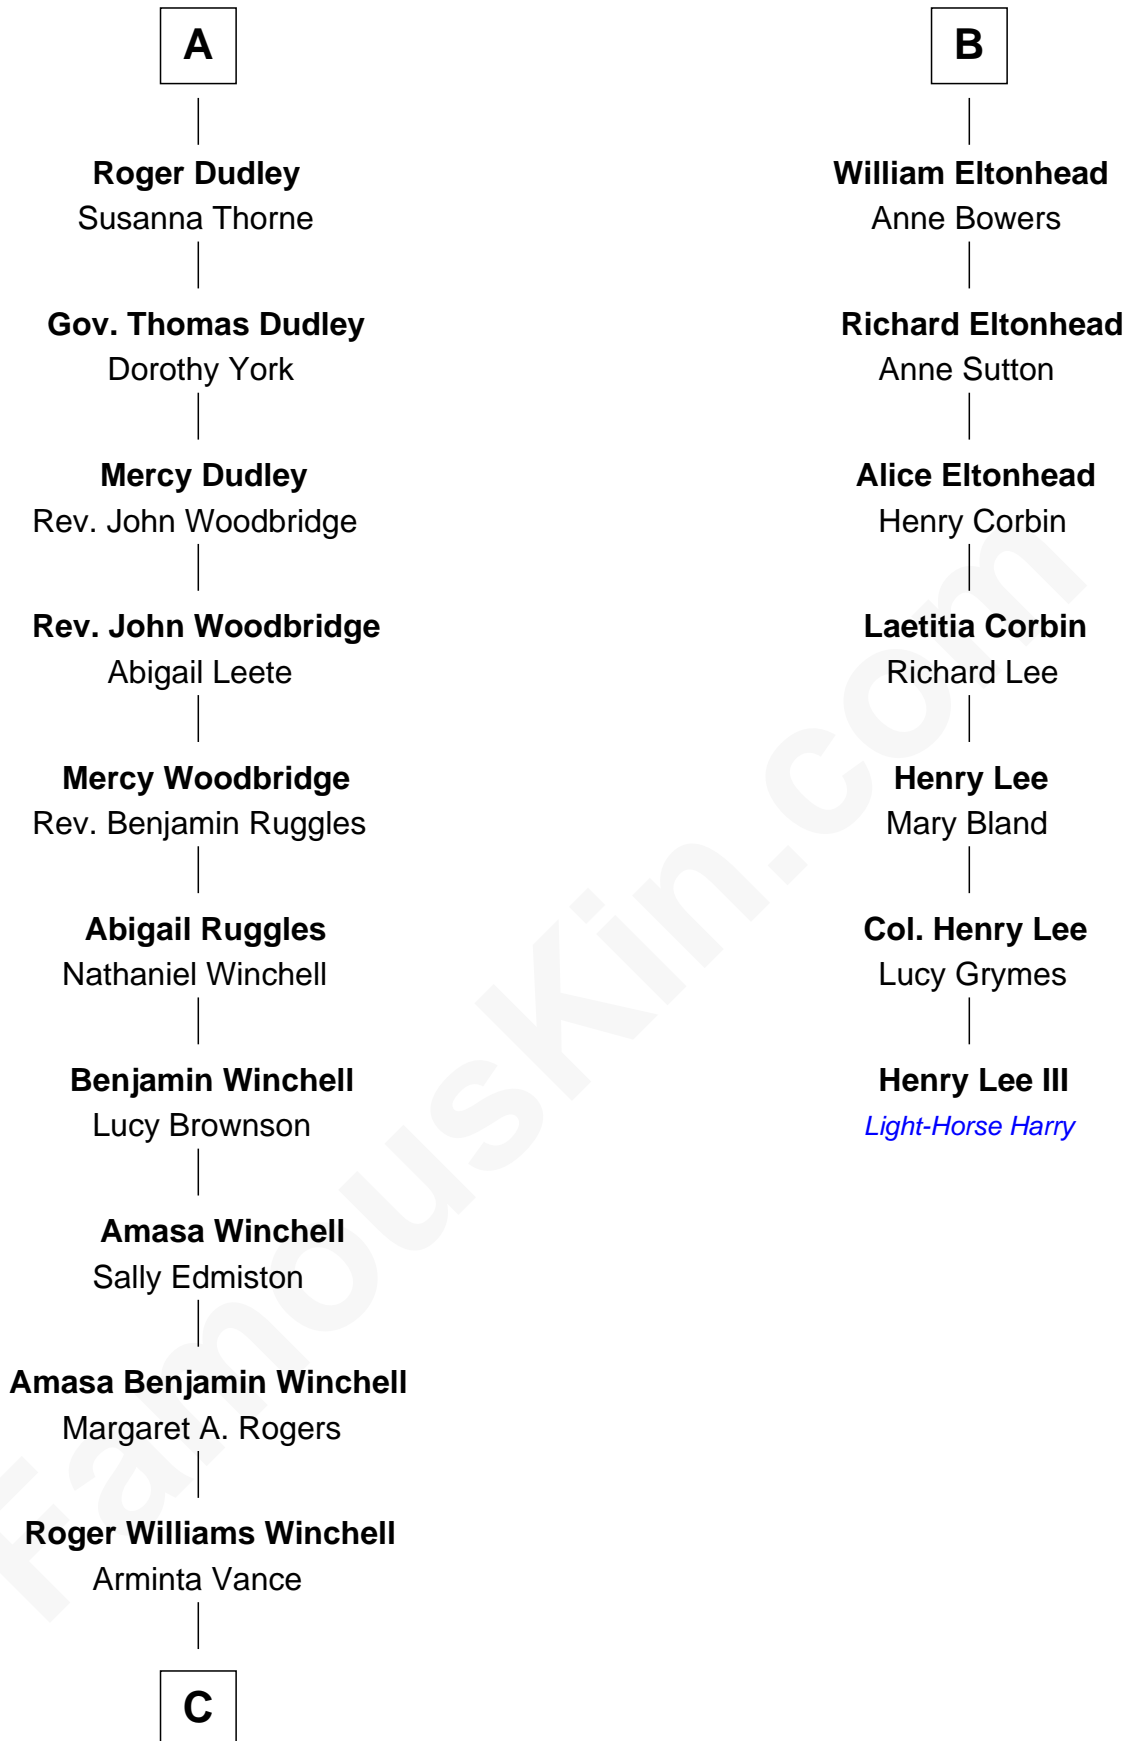 A
Roger Dudley
Susanna Thorne
Gov. Thomas Dudley
Dorothy York
Mercy Dudley
Rev. John Woodbridge
Rev. John Woodbridge
Abigail Leete
Mercy Woodbridge
Rev. Benjamin Ruggles
Abigail Ruggles
Nathaniel Winchell
Benjamin Winchell
Lucy Brownson
Amasa Winchell
Sally Edmiston
Amasa Benjamin Winchell
Margaret A. Rogers
Roger Williams Winchell
Arminta Vance
C
B
William Eltonhead
Anne Bowers
Richard Eltonhead
Anne Sutton
Alice Eltonhead
Henry Corbin
Laetitia Corbin
Richard Lee
Henry Lee
Mary Bland
Col. Henry Lee
Lucy Grymes
Henry Lee III
Light-Horse Harry
FamousKin.com